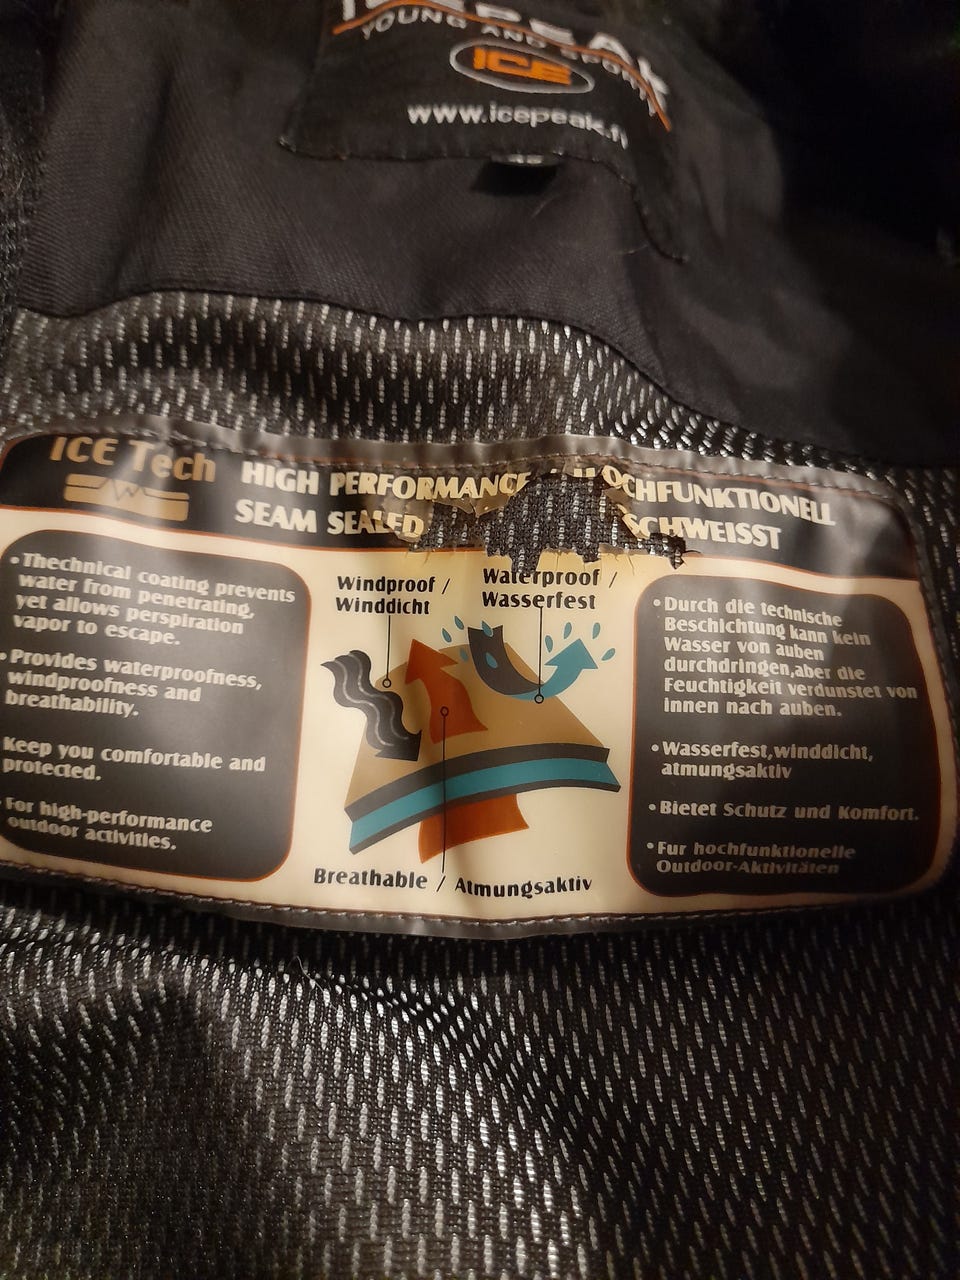 ICEPEAK
YOUNG AND SPORTY
ICE
www.icepeak.fi
ICE Tech
HIGH PERFORMANCE
SEAM SEALED
OCHFUNKTIONELL
SCHWEISST
• Thechnical coating prevents
water from penetrating,
yet allows perspiration
vapor to escape.
• Provides waterproofness,
windproofness and
breathability.
Keep you comfortable and
protected.
• For high-performance
outdoor activities.
Windproof /
Winddicht
Waterproof /
Wasserfest
Breathable / Atmungsaktiv
• Durch die technische
Beschichtung kann kein
Wasser von auben
durchdringen,aber die
Feuchtigkeit verdunstet von
innen nach auben.
• Wasserfest,winddicht,
atmungsaktiv
• Bietet Schutz und Komfort.
• Fur hochfunktionelle
Outdoor-Aktivitäten